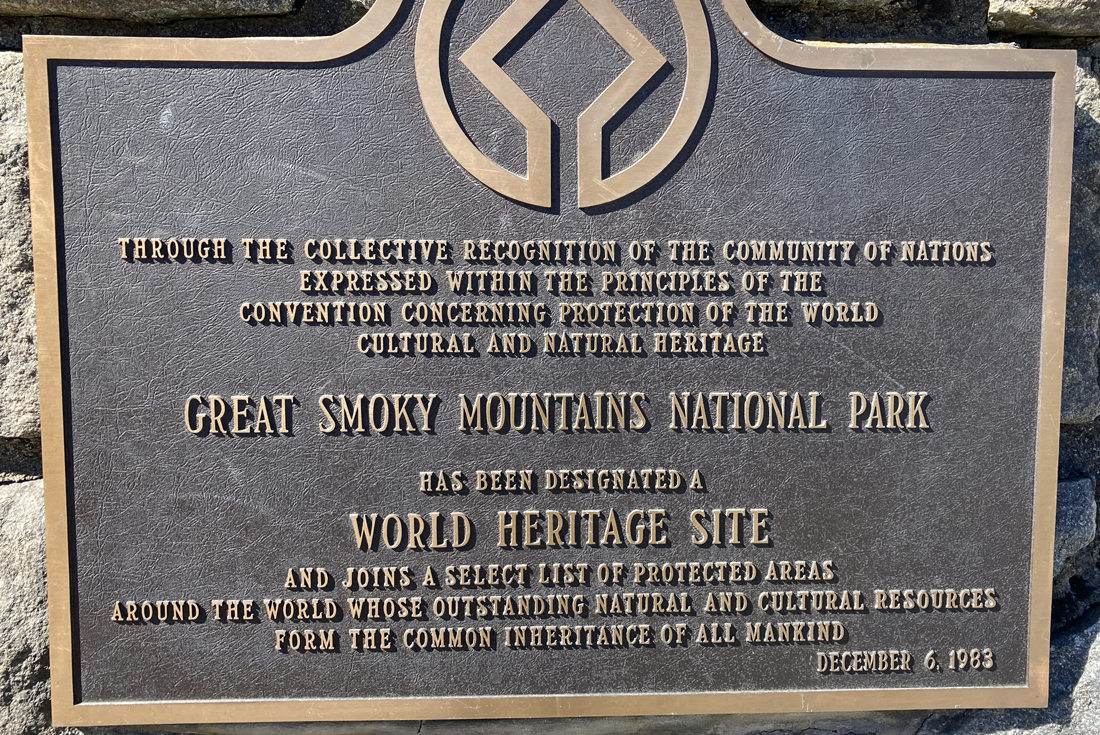 THROUGH THE COLLECTIVE RECOGNITION OF THE COMMUNITY OF NATIONS
EXPRESSED WITHIN THE PRINCIPLES OF THE
CONVENTION CONCERNING PROTECTION OF THE WORLD
CULTURAL AND NATURAL HERITAGE
GREAT SMOKY MOUNTAINS NATIONAL PARK
HAS BEEN DESIGNATED A
WORLD HERITAGE SITE
AND JOINS A SELECT LIST OF PROTECTED AREAS
AROUND THE WORLD WHOSE OUTSTANDING NATURAL AND CULTURAL RESOURCES
FORM THE COMMON INHERITANCE OF ALL MANKIND
DECEMBER 6, 1983